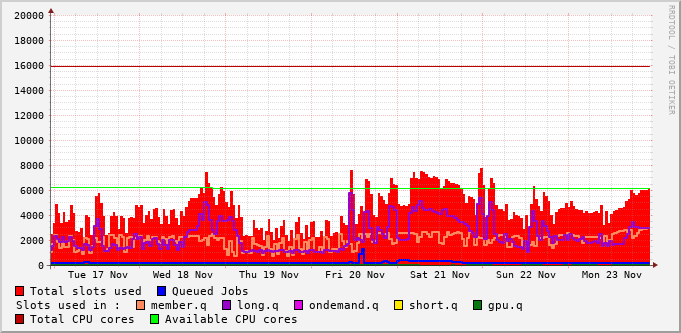 20000
18000
16000
14000
12000
10000
8000
6000
4000
2000
0
Tue 17 Nov Wed 18 Nov Thu 19 Nov Fri 20 Nov Sat 21 Nov Sun 22 Nov Mon 23 Nov
RRDTOOL / TOBI OETIKER
Total slots used Queued Jobs
Slots used in : member.q long.q ondemand.q short.q gpu.q
Total CPU cores Available CPU cores